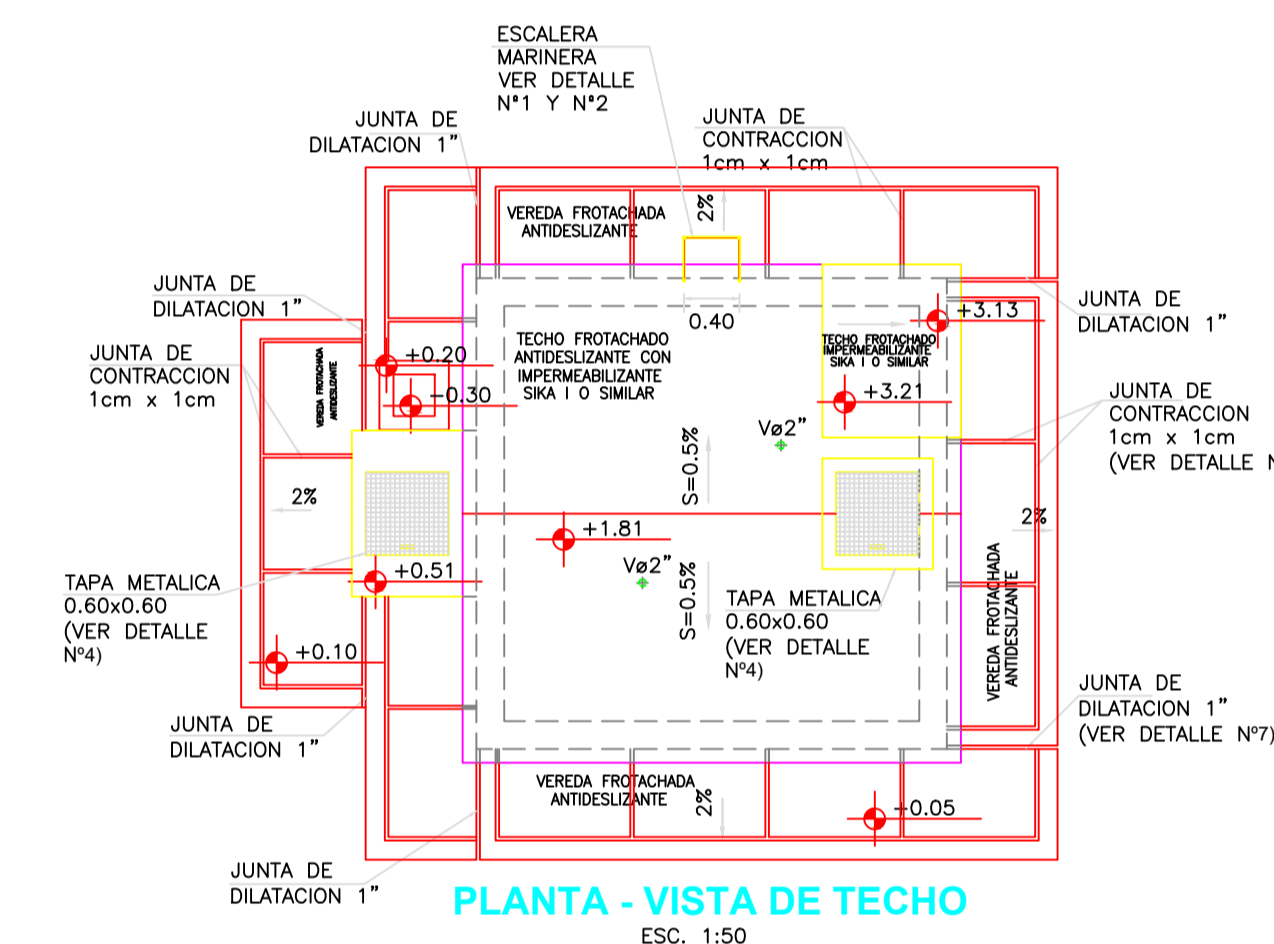 ESCALERA
MARINERA
VER DETALLE
N°1 Y N°2
JUNTA DE
DILATACION 1”
JUNTA DE
CONTRACCION
1cm x 1cm
VEREDA FROTACHADA
ANTIDESLIZANTE
2%
JUNTA DE
DILATACION 1”
JUNTA DE
CONTRACCION
1cm x 1cm
VEREDA FROTACHADA
ANTIDESLIZANTE
+0.20
-0.30
TECHO FROTACHADO
ANTIDESLIZANTE CON
IMPERMEABILIZANTE
SIKA I O SIMILAR
0.40
TECHO FROTACHADO
IMPERMEABILIZANTE
SIKA I O SIMILAR
+3.13
+3.21
JUNTA DE
DILATACION 1”
JUNTA DE
CONTRACCION
1cm x 1cm
(VER DETALLE N
Vø2”
S=0.5%
2%
2%
+1.81
+0.51
Vø2”
S=0.5%
TAPA METALICA
0.60x0.60
(VER DETALLE
Nº4)
TAPA METALICA
0.60x0.60
(VER DETALLE
Nº4)
VEREDA FROTACHADA
ANTIDESLIZANTE
+0.10
JUNTA DE
DILATACION 1”
JUNTA DE
DILATACION 1”
(VER DETALLE Nº7)
VEREDA FROTACHADA
ANTIDESLIZANTE
2%
+0.05
JUNTA DE
DILATACION 1”
PLANTA - VISTA DE TECHO
ESC. 1:50